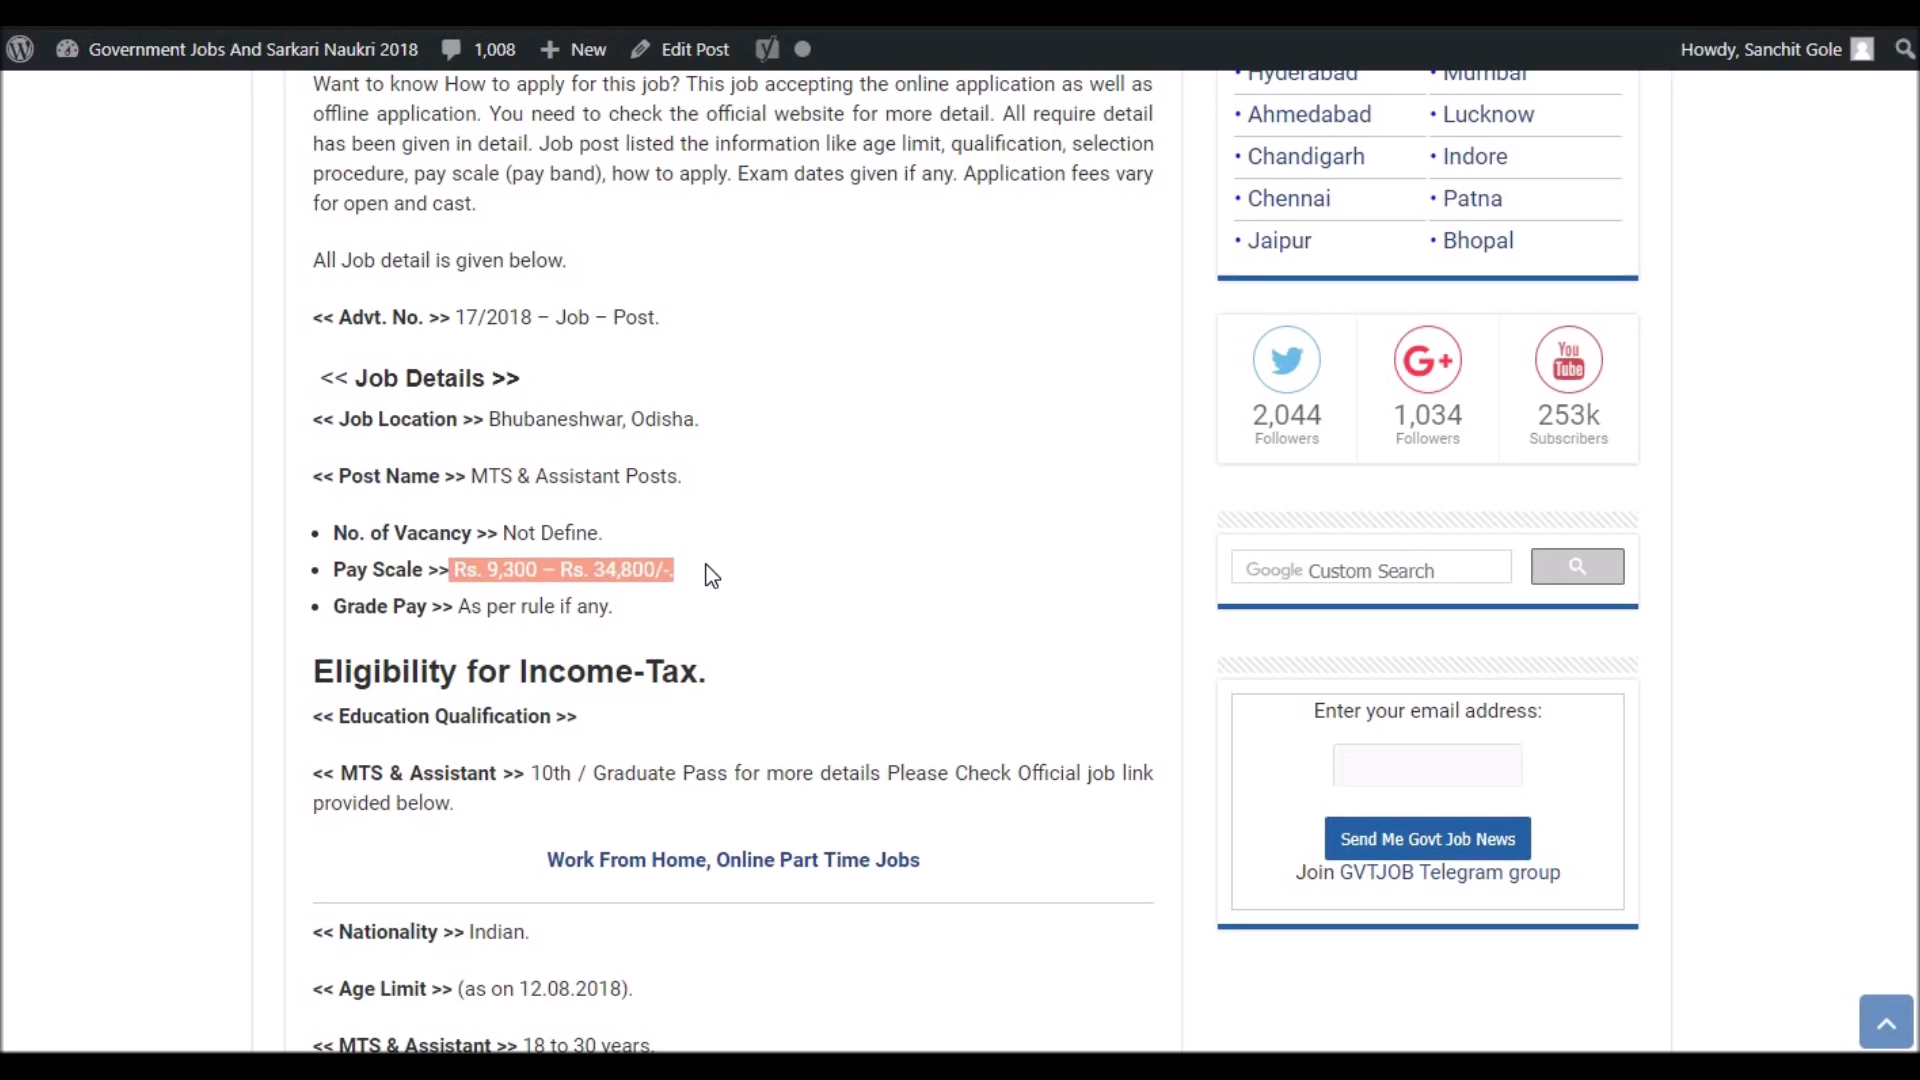 Government Jobs And Sarkari Naukri 2018 1,008 New Edit Post Howdy, Sanchit Gole
Want to know How to apply for this job? This job accepting the online application as well as
offline application. You need to check the official website for more detail. All require detail
has been given in detail. Job post listed the information like age limit, qualification, selection
procedure, pay scale (pay band), how to apply. Exam dates given if any. Application fees vary
for open and cast.
All Job detail is given below.
<< Advt. No. >> 17/2018 – Job – Post.
<< Job Details >>
<< Job Location >> Bhubaneshwar, Odisha.
<< Post Name >> MTS & Assistant Posts.
• No. of Vacancy >> Not Define.
• Pay Scale >> Rs. 9,300 – Rs. 34,800/-.
• Grade Pay >> As per rule if any.
Eligibility for Income-Tax.
<< Education Qualification >>
<< MTS & Assistant >> 10th / Graduate Pass for more details Please Check Official job link
provided below.
Work From Home, Online Part Time Jobs
<< Nationality >> Indian.
<< Age Limit >> (as on 12.08.2018).
<< MTS & Assistant >> 18 to 30 years.
• Hyderabad • Mumbai
• Ahmedabad • Lucknow
• Chandigarh • Indore
• Chennai • Patna
• Jaipur • Bhopal
G+ You Tube
2,044 1,034 253k
Followers Followers Subscribers
Google Custom Search
Enter your email address:
Send Me Govt Job News
Join GVTJOB Telegram group